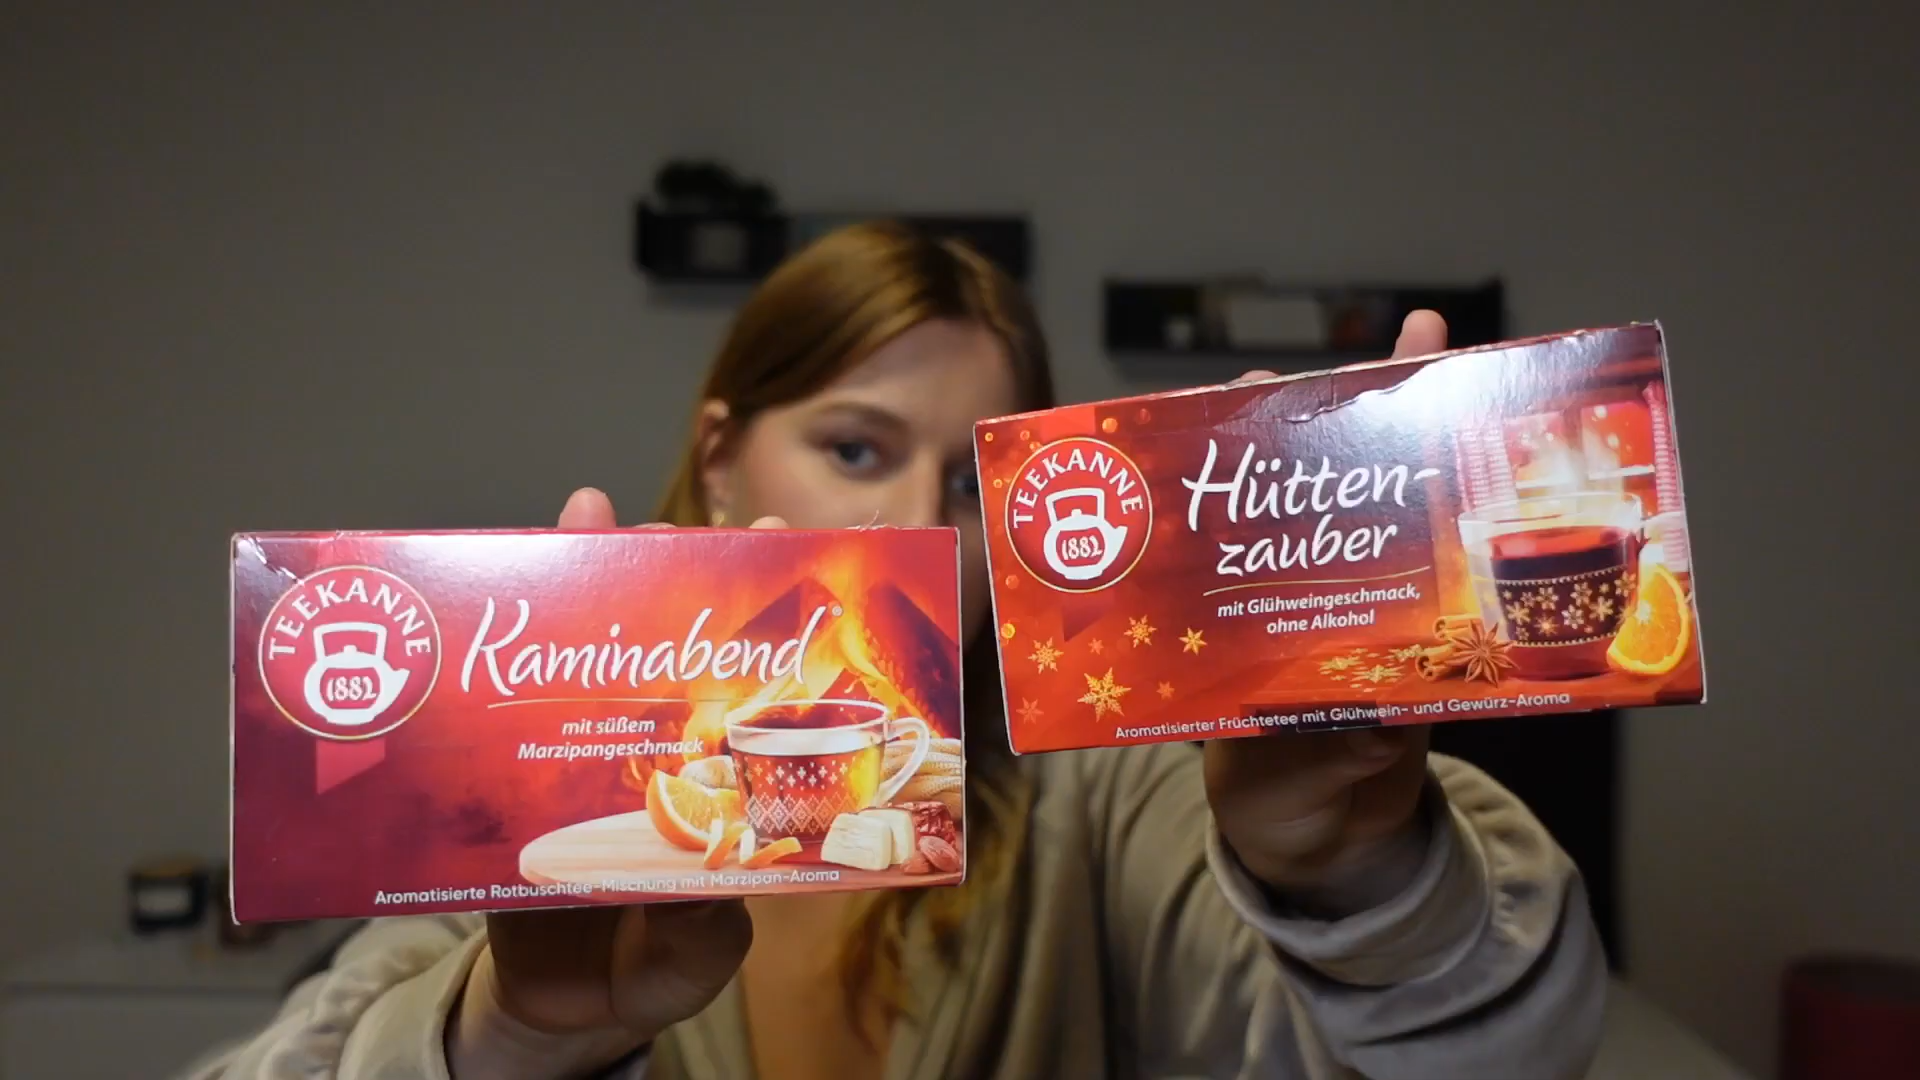 TEEKANNE
1882
Kaminabend®
mit süßem
Marzipangeschmack
Aromatisierte Rotbuschtee-Mischung mit Marzipan-Aroma
TEEKANNE
1882
Hütten-
zauber
mit Glühweingeschmack,
ohne Alkohol
Aromatisierter Früchtetee mit Glühwein- und Gewürz-Aroma